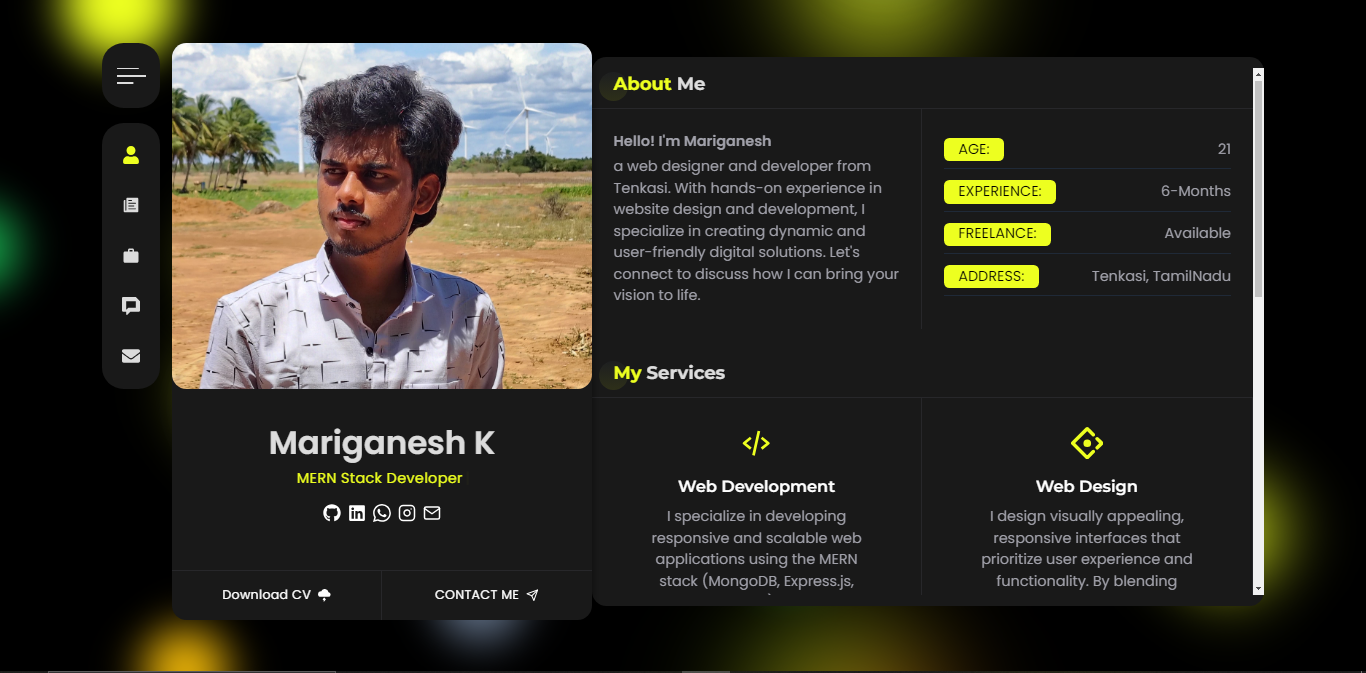 Mariganesh K
MERN Stack Developer
Download CV
CONTACT ME
About Me
Hello! I'm Mariganesh
a web designer and developer from
Tenkasi. With hands-on experience in
website design and development, I
specialize in creating dynamic and
user-friendly digital solutions. Let's
connect to discuss how I can bring your
vision to life.
AGE: 21
EXPERIENCE: 6-Months
FREELANCE: Available
ADDRESS: Tenkasi, TamilNadu
My Services
Web Development
I specialize in developing
responsive and scalable web
applications using the MERN
stack (MongoDB, Express.js,
Web Design
I design visually appealing,
responsive interfaces that
prioritize user experience and
functionality. By blending